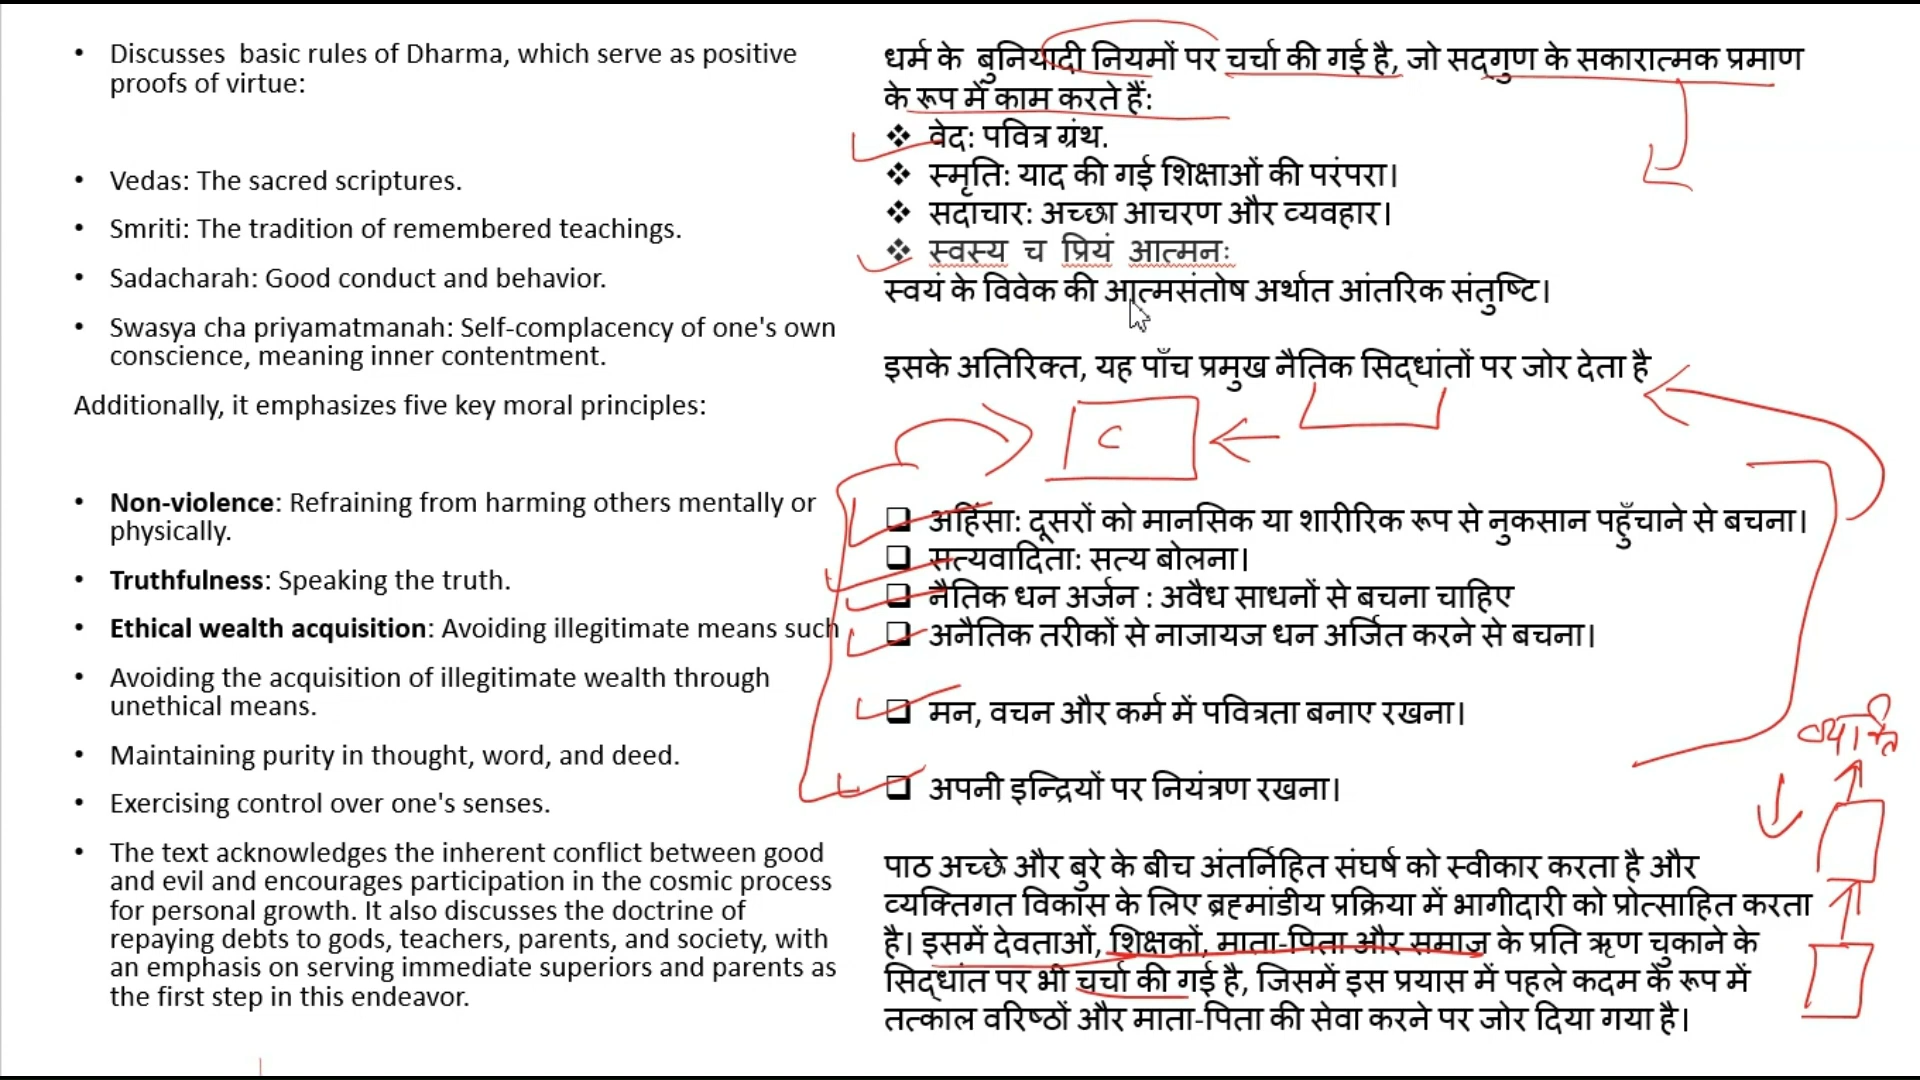 • Discusses basic rules of Dharma, which serve as positive
proofs of virtue:
• Vedas: The sacred scriptures.
• Smriti: The tradition of remembered teachings.
• Sadacharah: Good conduct and behavior.
• Swasya cha priyamatmanah: Self-complacency of one's own
conscience, meaning inner contentment.
Additionally, it emphasizes five key moral principles:
• Non-violence: Refraining from harming others mentally or
physically.
• Truthfulness: Speaking the truth.
• Ethical wealth acquisition: Avoiding illegitimate means such
• Avoiding the acquisition of illegitimate wealth through
unethical means.
• Maintaining purity in thought, word, and deed.
• Exercising control over one's senses.
• The text acknowledges the inherent conflict between good
and evil and encourages participation in the cosmic process
for personal growth. It also discusses the doctrine of
repaying debts to gods, teachers, parents, and society, with
an emphasis on serving immediate superiors and parents as
the first step in this endeavor.
धर्म के बुनियादी नियमों पर चर्चा की गई है, जो सद्गुण के सकारात्मक प्रमाण
के रूप में काम करते हैं:
❖ वेद: पवित्र ग्रंथ.
❖ स्मृति: याद की गई शिक्षाओं की परंपरा।
❖ सदाचार: अच्छा आचरण और व्यवहार।
❖ स्वस्य च प्रियं आत्मनः
स्वयं के विवेक की आत्मसंतोष अर्थात आंतरिक संतुष्टि।
इसके अतिरिक्त, यह पाँच प्रमुख नैतिक सिद्धांतों पर जोर देता है
C
❑ अहिंसा: दूसरों को मानसिक या शारीरिक रूप से नुकसान पहुँचाने से बचना।
❑ सत्यवादिता: सत्य बोलना।
❑ नैतिक धन अर्जन : अवैध साधनों से बचना चाहिए
❑ अनैतिक तरीकों से नाजायज धन अर्जित करने से बचना।
❑ मन, वचन और कर्म में पवित्रता बनाए रखना।
❑ अपनी इन्द्रियों पर नियंत्रण रखना।
पाठ अच्छे और बुरे के बीच अंतर्निहित संघर्ष को स्वीकार करता है और
व्यक्तिगत विकास के लिए ब्रह्मांडीय प्रक्रिया में भागीदारी को प्रोत्साहित करता
है। इसमें देवताओं, शिक्षकों, माता-पिता और समाज के प्रति ऋण चुकाने के
सिद्धांत पर भी चर्चा की गई है, जिसमें इस प्रयास में पहले कदम के रूप में
तत्काल वरिष्ठों और माता-पिता की सेवा करने पर जोर दिया गया है।